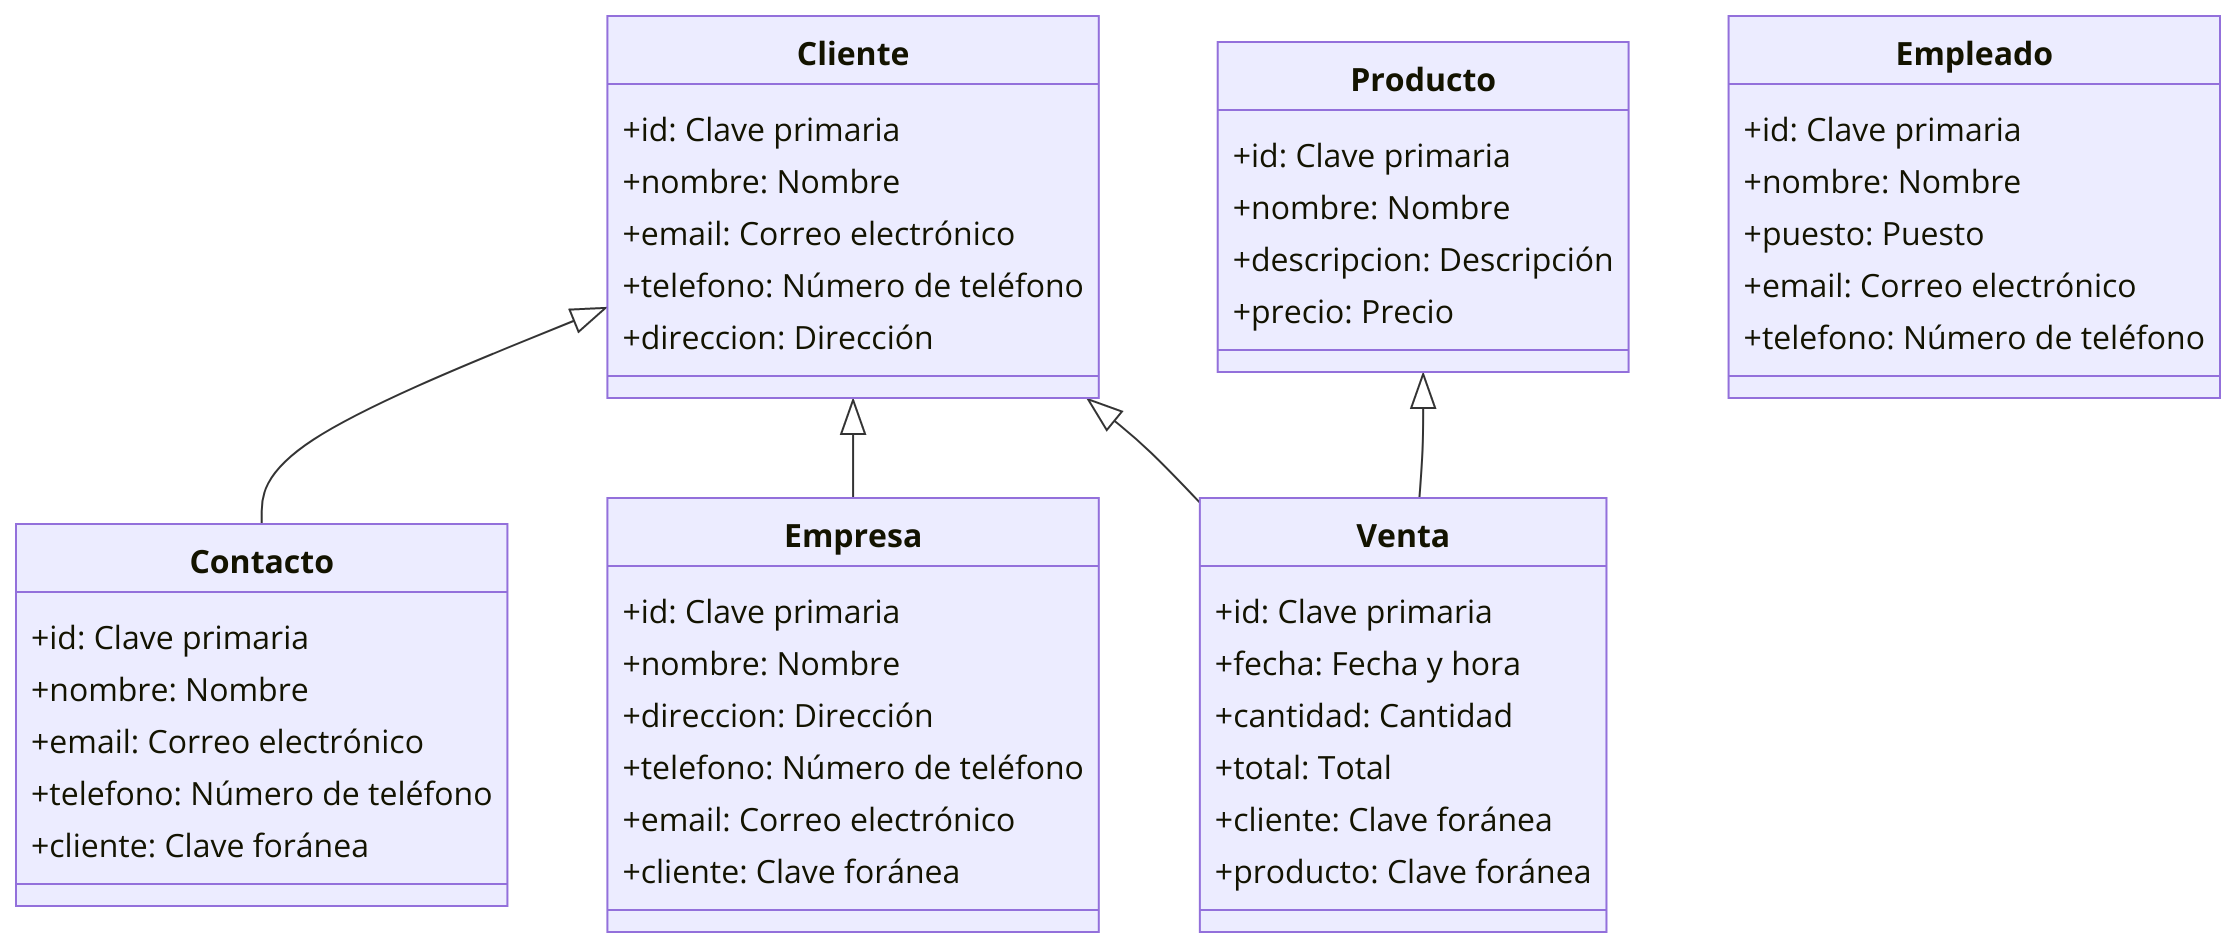 Cliente
+id: Clave primaria
+nombre: Nombre
+email: Correo electrónico
+telefono: Número de teléfono
+direccion: Dirección
Producto
+id: Clave primaria
+nombre: Nombre
+descripcion: Descripción
+precio: Precio
Empleado
+id: Clave primaria
+nombre: Nombre
+puesto: Puesto
+email: Correo electrónico
+telefono: Número de teléfono
Contacto
+id: Clave primaria
+nombre: Nombre
+email: Correo electrónico
+telefono: Número de teléfono
+cliente: Clave foránea
Empresa
+id: Clave primaria
+nombre: Nombre
+direccion: Dirección
+telefono: Número de teléfono
+email: Correo electrónico
+cliente: Clave foránea
Venta
+id: Clave primaria
+fecha: Fecha y hora
+cantidad: Cantidad
+total: Total
+cliente: Clave foránea
+producto: Clave foránea